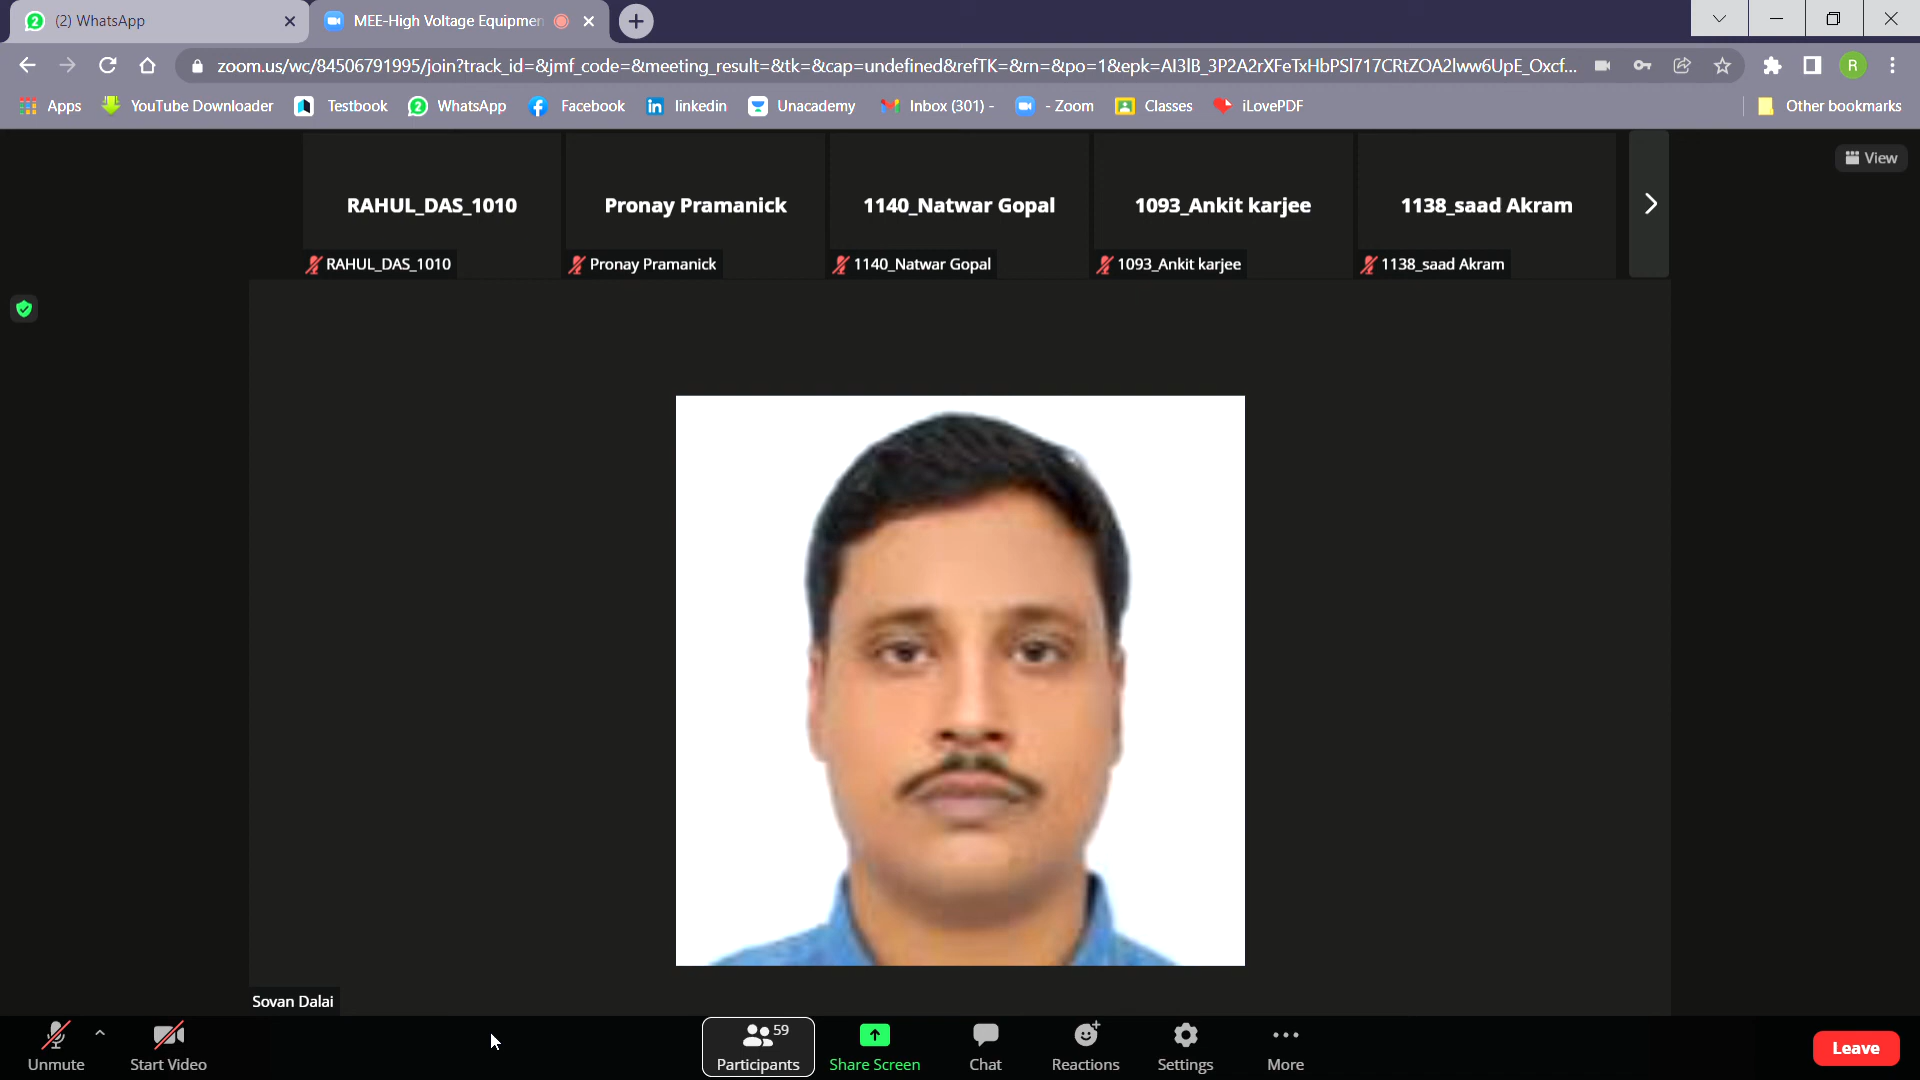 (2) WhatsApp
MEE-High Voltage Equipmen
zoom.us/wc/84506791995/join?track_id=&jmf_code=&meeting_result=&tk=&cap=undefined&refTK=&rn=&po=1&epk=AI3IB_3P2A2rXFeTxHbPSl717CRtZOA2lww6UpE_Oxcf...
R
Apps
YouTube Downloader
Testbook
WhatsApp
Facebook
linkedin
Unacademy
Inbox (301) -
- Zoom
Classes
iLovePDF
Other bookmarks
View
RAHUL_DAS_1010
Pronay Pramanick
1140_Natwar Gopal
1093_Ankit karjee
1138_saad Akram
RAHUL_DAS_1010
Pronay Pramanick
1140_Natwar Gopal
1093_Ankit karjee
1138_saad Akram
Sovan Dalai
Unmute
Start Video
59
Participants
Share Screen
Chat
Reactions
Settings
More
Leave